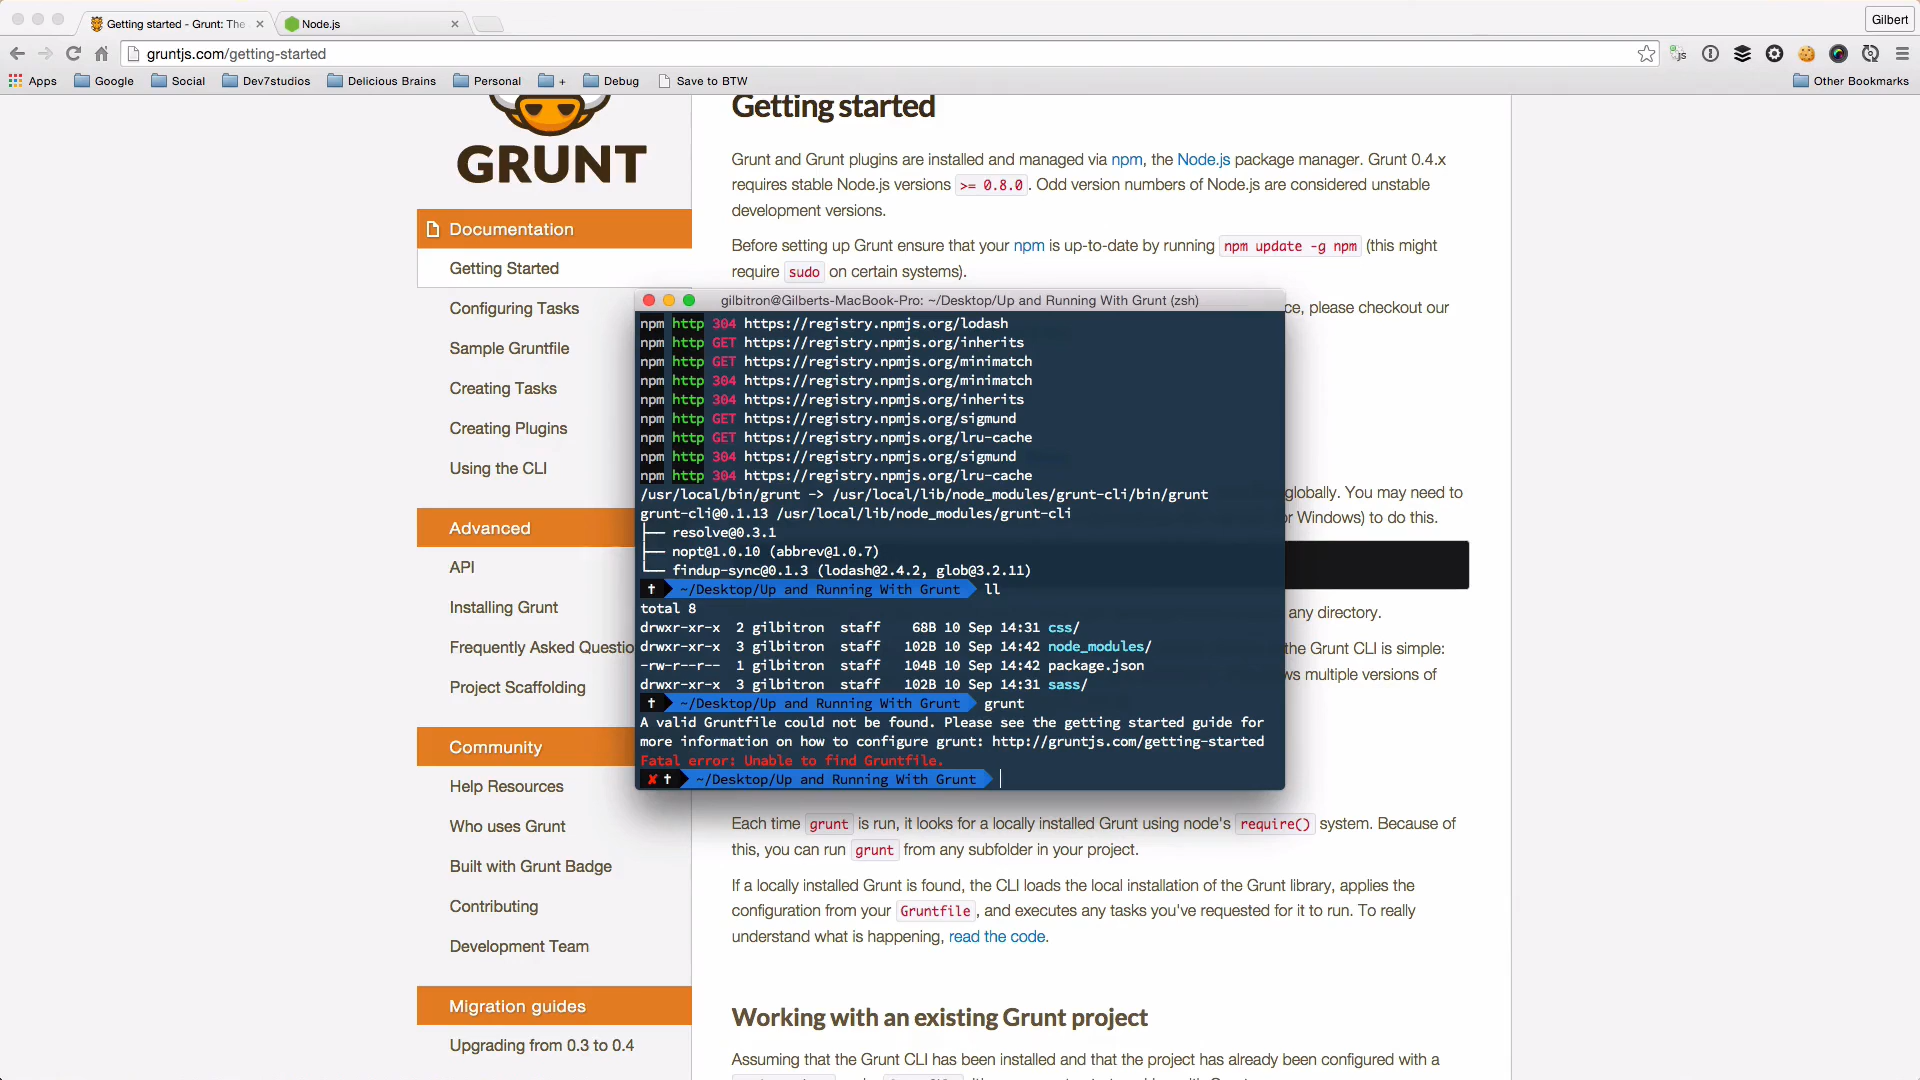 Getting started - Grunt: The
Node.js
Gilbert
gruntjs.com/getting-started
Apps
Google
Social
Dev7studios
Delicious Brains
Personal
+
Debug
Save to BTW
Other Bookmarks
GRUNT
Documentation
Getting Started
Configuring Tasks
Sample Gruntfile
Creating Tasks
Creating Plugins
Using the CLI
Advanced
API
Installing Grunt
Frequently Asked Questio
Project Scaffolding
Community
Help Resources
Who uses Grunt
Built with Grunt Badge
Contributing
Development Team
Migration guides
Upgrading from 0.3 to 0.4
Getting started
Grunt and Grunt plugins are installed and managed via npm, the Node.js package manager. Grunt 0.4.x
requires stable Node.js versions >= 0.8.0. Odd version numbers of Node.js are considered unstable
development versions.
Before setting up Grunt ensure that your npm is up-to-date by running npm update -g npm (this might
require sudo on certain systems).
ce, please checkout our
globally. You may need to
or Windows) to do this.
any directory.
the Grunt CLI is simple:
ws multiple versions of
gilbitron@Gilberts-MacBook-Pro: ~/Desktop/Up and Running With Grunt (zsh)
npm http 304 https://registry.npmjs.org/lodash
npm http GET https://registry.npmjs.org/inherits
npm http GET https://registry.npmjs.org/minimatch
npm http 304 https://registry.npmjs.org/minimatch
npm http 304 https://registry.npmjs.org/inherits
npm http GET https://registry.npmjs.org/sigmund
npm http GET https://registry.npmjs.org/lru-cache
npm http 304 https://registry.npmjs.org/sigmund
npm http 304 https://registry.npmjs.org/lru-cache
/usr/local/bin/grunt -> /usr/local/lib/node_modules/grunt-cli/bin/grunt
grunt-cli@0.1.13 /usr/local/lib/node_modules/grunt-cli
├── resolve@0.3.1
├── nopt@1.0.10 (abbrev@1.0.7)
└── findup-sync@0.1.3 (lodash@2.4.2, glob@3.2.11)
✝ ~/Desktop/Up and Running With Grunt ll
total 8
drwxr-xr-x 2 gilbitron staff 68B 10 Sep 14:31 css/
drwxr-xr-x 3 gilbitron staff 102B 10 Sep 14:42 node_modules/
-rw-r--r-- 1 gilbitron staff 104B 10 Sep 14:42 package.json
drwxr-xr-x 3 gilbitron staff 102B 10 Sep 14:31 sass/
✝ ~/Desktop/Up and Running With Grunt grunt
A valid Gruntfile could not be found. Please see the getting started guide for
more information on how to configure grunt: http://gruntjs.com/getting-started
Fatal error: Unable to find Gruntfile.
✘ ✝ ~/Desktop/Up and Running With Grunt
Each time grunt is run, it looks for a locally installed Grunt using node's require() system. Because of
this, you can run grunt from any subfolder in your project.
If a locally installed Grunt is found, the CLI loads the local installation of the Grunt library, applies the
configuration from your Gruntfile, and executes any tasks you've requested for it to run. To really
understand what is happening, read the code.
Working with an existing Grunt project
Assuming that the Grunt CLI has been installed and that the project has already been configured with a